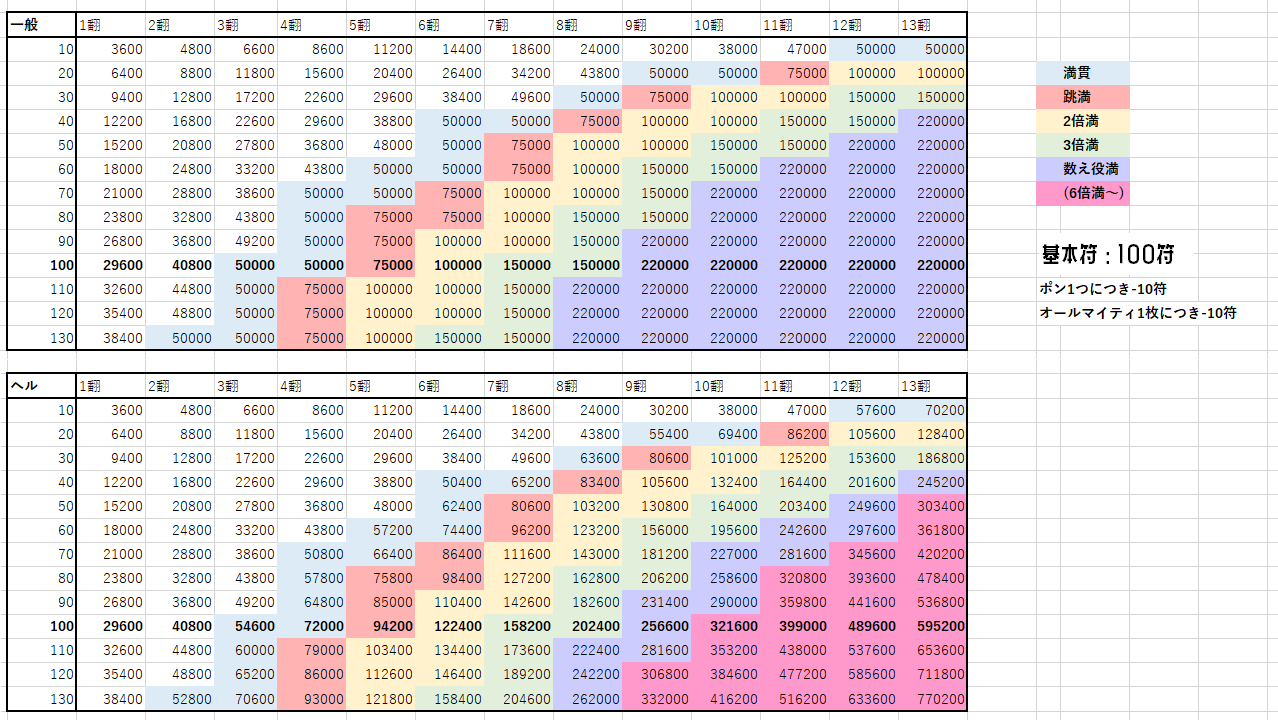 一般 1翻 2翻 3翻 4翻 5翻 6翻 7翻 8翻 9翻 10翻 11翻 12翻 13翻
10 3600 4800 6600 8600 11200 14400 18600 24000 30200 38000 47000 50000 50000
20 6400 8800 11800 15600 20400 26400 34200 43800 50000 50000 75000 100000 100000 満貫
30 9400 12800 17200 22600 29600 38400 49600 50000 75000 100000 100000 150000 150000 跳満
40 12200 16800 22600 29600 38800 50000 50000 75000 100000 100000 150000 150000 220000 2倍満
50 15200 20800 27800 36800 48000 50000 75000 100000 100000 150000 150000 220000 220000 3倍満
60 18000 24800 33200 43800 50000 50000 75000 100000 150000 150000 220000 220000 220000 数え役満
70 21000 28800 38600 50000 50000 75000 100000 100000 150000 220000 220000 220000 220000 (6倍満～)
80 23800 32800 43800 50000 75000 75000 100000 150000 150000 220000 220000 220000 220000
90 26800 36800 49200 50000 75000 100000 100000 150000 220000 220000 220000 220000 220000
100 29600 40800 50000 50000 75000 100000 150000 150000 220000 220000 220000 220000 220000 基本符 : 100符
110 32600 44800 50000 75000 100000 100000 150000 220000 220000 220000 220000 220000 220000 ポン1つにつき-10符
120 35400 48800 50000 75000 100000 100000 150000 220000 220000 220000 220000 220000 220000 オールマイティ1枚につき-10符
130 38400 50000 50000 75000 100000 150000 150000 220000 220000 220000 220000 220000 220000
ヘル 1翻 2翻 3翻 4翻 5翻 6翻 7翻 8翻 9翻 10翻 11翻 12翻 13翻
10 3600 4800 6600 8600 11200 14400 18600 24000 30200 38000 47000 57600 70200
20 6400 8800 11800 15600 20400 26400 34200 43800 55400 69400 86200 105600 128400
30 9400 12800 17200 22600 29600 38400 49600 63600 80600 101000 125200 153600 186800
40 12200 16800 22600 29600 38800 50400 65200 83400 105600 132400 164400 201600 245200
50 15200 20800 27800 36800 48000 62400 80600 103200 130800 164000 203400 249600 303400
60 18000 24800 33200 43800 57200 74400 96200 123200 156000 195600 242600 297600 361800
70 21000 28800 38600 50800 66400 86400 111600 143000 181200 227000 281600 345600 420200
80 23800 32800 43800 57800 75800 98400 127200 162800 206200 258600 320800 393600 478400
90 26800 36800 49200 64800 85000 110400 142600 182600 231400 290000 359800 441600 536800
100 29600 40800 54600 72000 94200 122400 158200 202400 256600 321600 399000 489600 595200
110 32600 44800 60000 79000 103400 134400 173600 222400 281600 353200 438000 537600 653600
120 35400 48800 65200 86000 112600 146400 189200 242200 306800 384600 477200 585600 711800
130 38400 52800 70600 93000 121800 158400 204600 262000 332000 416200 516200 633600 770200